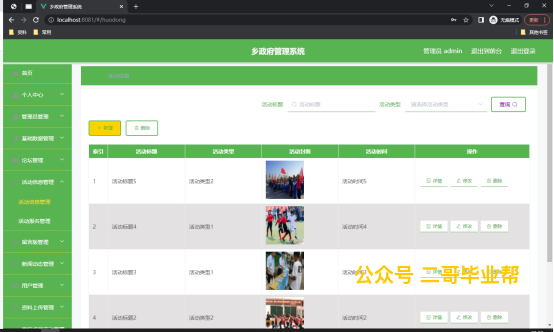 乡政府管理系统
localhost:8081/#/huodong
无痕模式
更新
资料
常用
其他书签
乡政府管理系统
管理员 admin 退出到前台 退出登录
首页
个人中心
管理员管理
基础数据管理
论坛管理
活动信息管理
活动信息管理
活动报名管理
留言板管理
新闻动态管理
用户管理
资料上传管理
活动标题 活动标题 活动类型 请选择活动类型 查询
新增 删除
索引 活动标题 活动类型 活动封面 活动时间 操作
1 活动标题5 活动类型2 活动时间5 详情 修改 删除
2 活动标题4 活动类型1 活动时间4 详情 修改 删除
3 活动标题3 活动类型1 活动时间3 详情 修改 删除
公众号 二哥毕业帮
4 活动标题2 活动类型2 活动时间2 详情 修改 删除